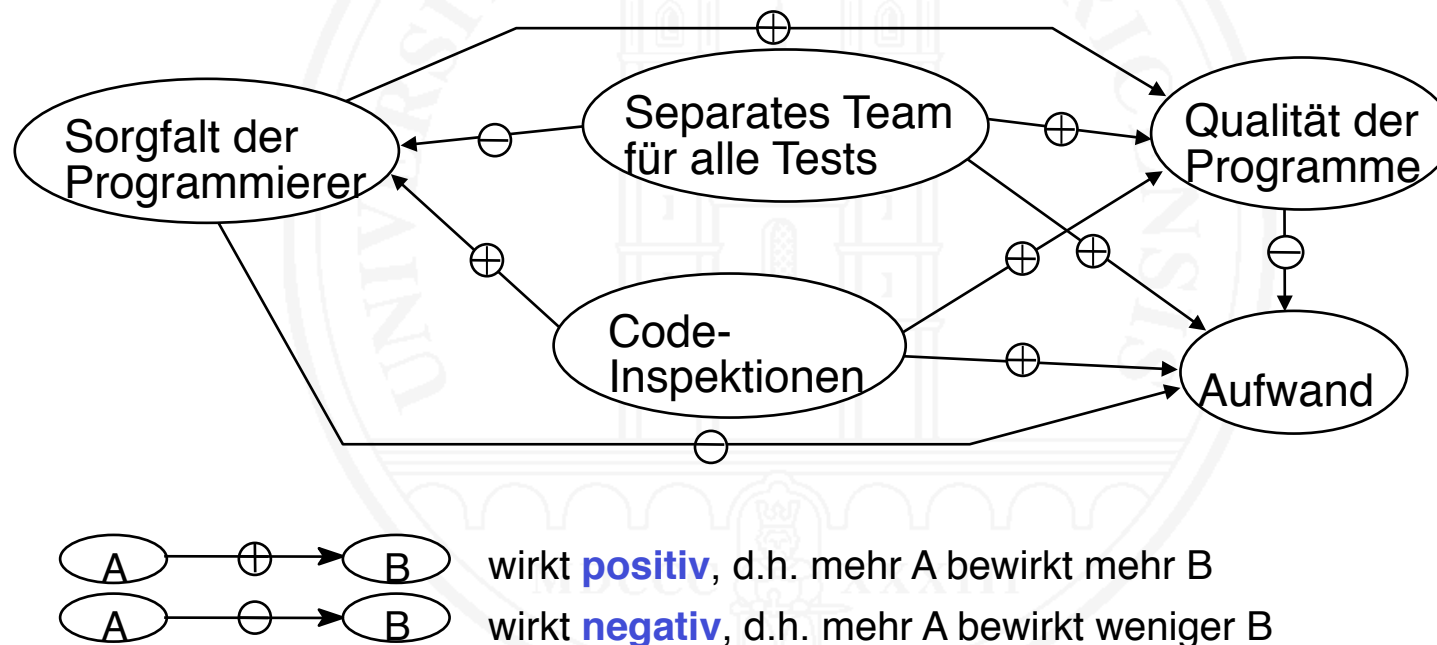 Sorgfalt der
Programmierer
Separates Team
für alle Tests
Qualität der
Programme
Code-
Inspektionen
Aufwand
A
B
wirkt positiv, d.h. mehr A bewirkt mehr B
A
B
wirkt negativ, d.h. mehr A bewirkt weniger B